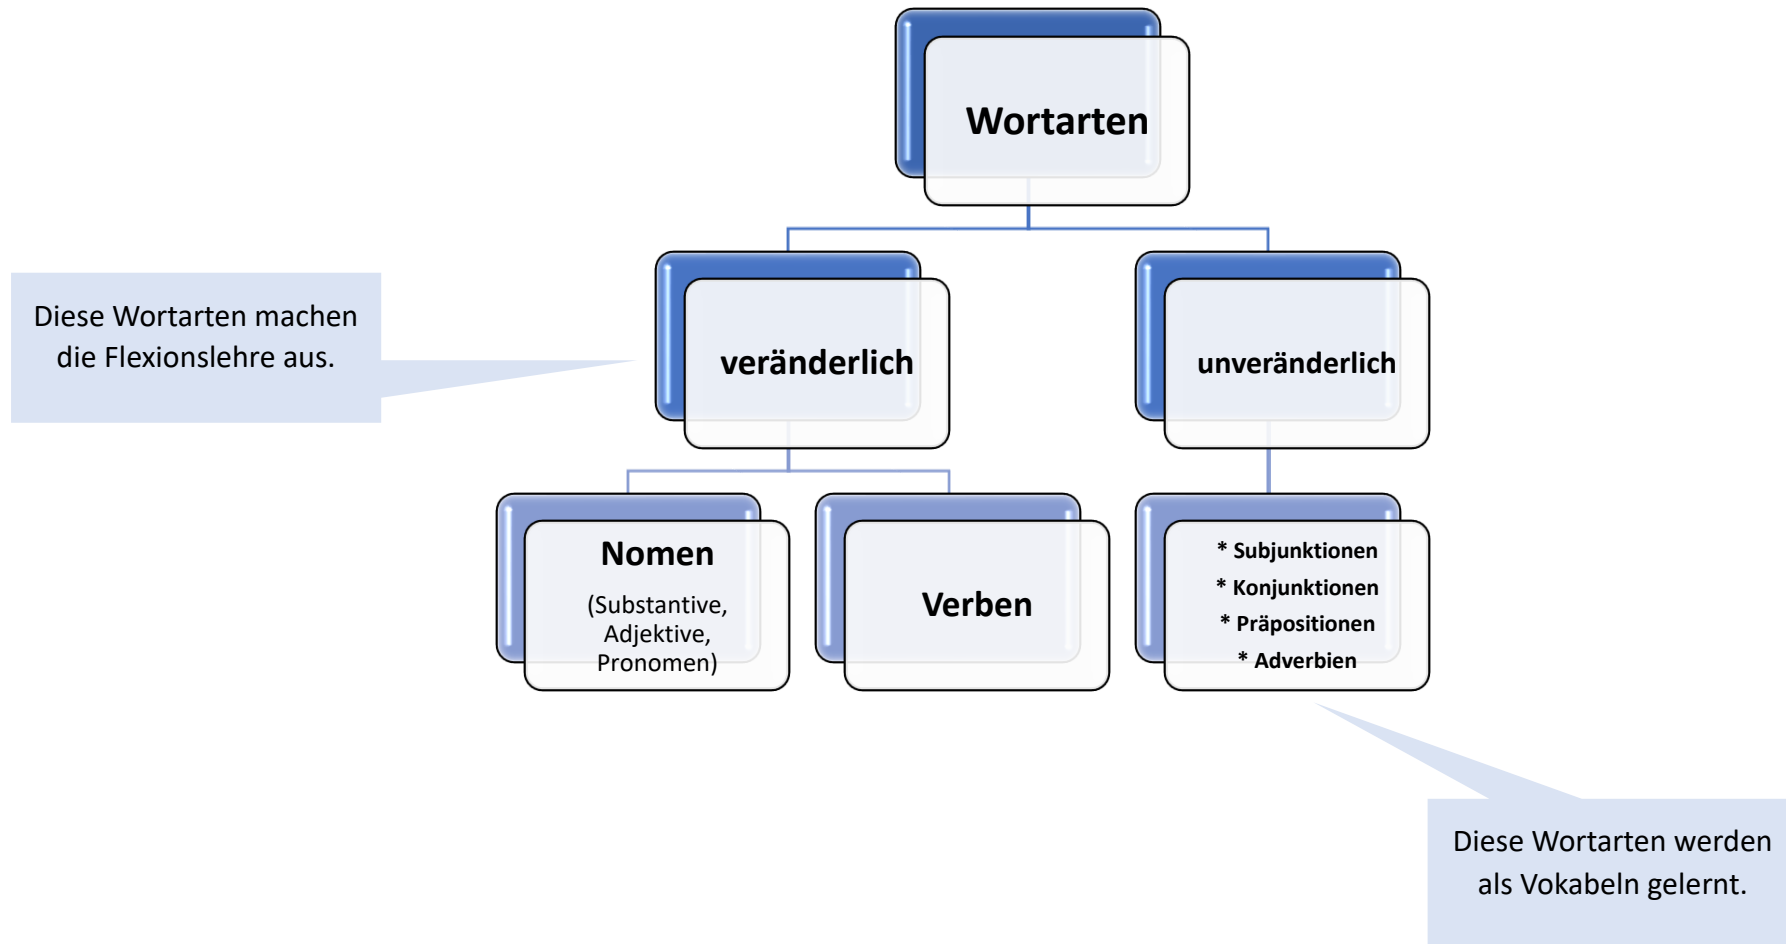 Wortarten
Diese Wortarten machen
die Flexionslehre aus.
veränderlich
unveränderlich
Nomen
(Substantive,
Adjektive,
Pronomen)
Verben
* Subjunktionen
* Konjunktionen
* Präpositionen
* Adverbien
Diese Wortarten werden
als Vokabeln gelernt.